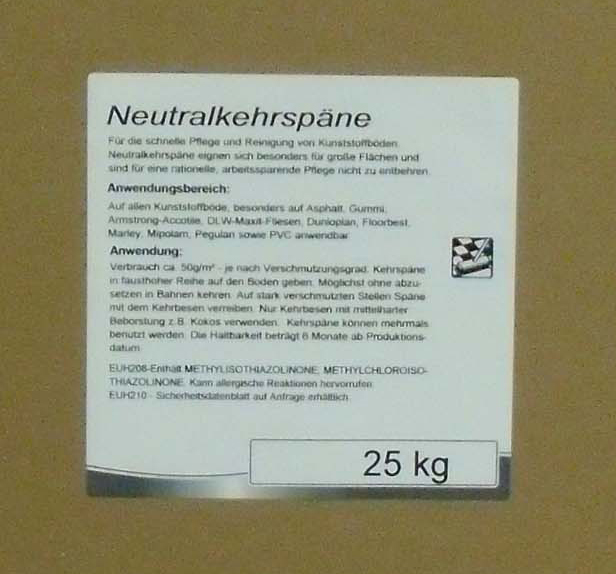 Neutralkehrspäne
Für die schnelle Pflege und Reinigung von Kunststoffböden.
Neutralkehrspäne eignen sich besonders für große Flächen und
sind für eine rationelle, arbeitssparende Pflege nicht zu entbehren.
Anwendungsbereich:
Auf allen Kunststoffböde, besonders auf Asphalt, Gummi,
Armstrong-Accotile, DLW-Maxit-Fliesen, Dunloplan, Floorbest,
Marley, Mipolam, Pegulan sowie PVC anwendbar
Anwendung:
Verbrauch ca. 50g/m² - je nach Verschmutzungsgrad. Kehrspäne
in fausthoher Reihe auf den Boden geben. Möglichst ohne abzu-
setzen in Bahnen kehren. Auf stark verschmutzten Stellen Späne
mit dem Kehrbesen verreiben. Nur Kehrbesen mit mittelharter
Beborstung z.B. Kokos verwenden. Kehrspäne können mehrmals
benutzt werden. Die Haltbarkeit beträgt 6 Monate ab Produktions-
datum.
EUH208-Enthält METHYLISOTHIAZOLINONE, METHYLCHLOROISO-
THIAZOLINONE. Kann allergische Reaktionen hervorrufen.
EUH210 - Sicherheitsdatenblatt auf Anfrage erhältlich.
25 kg